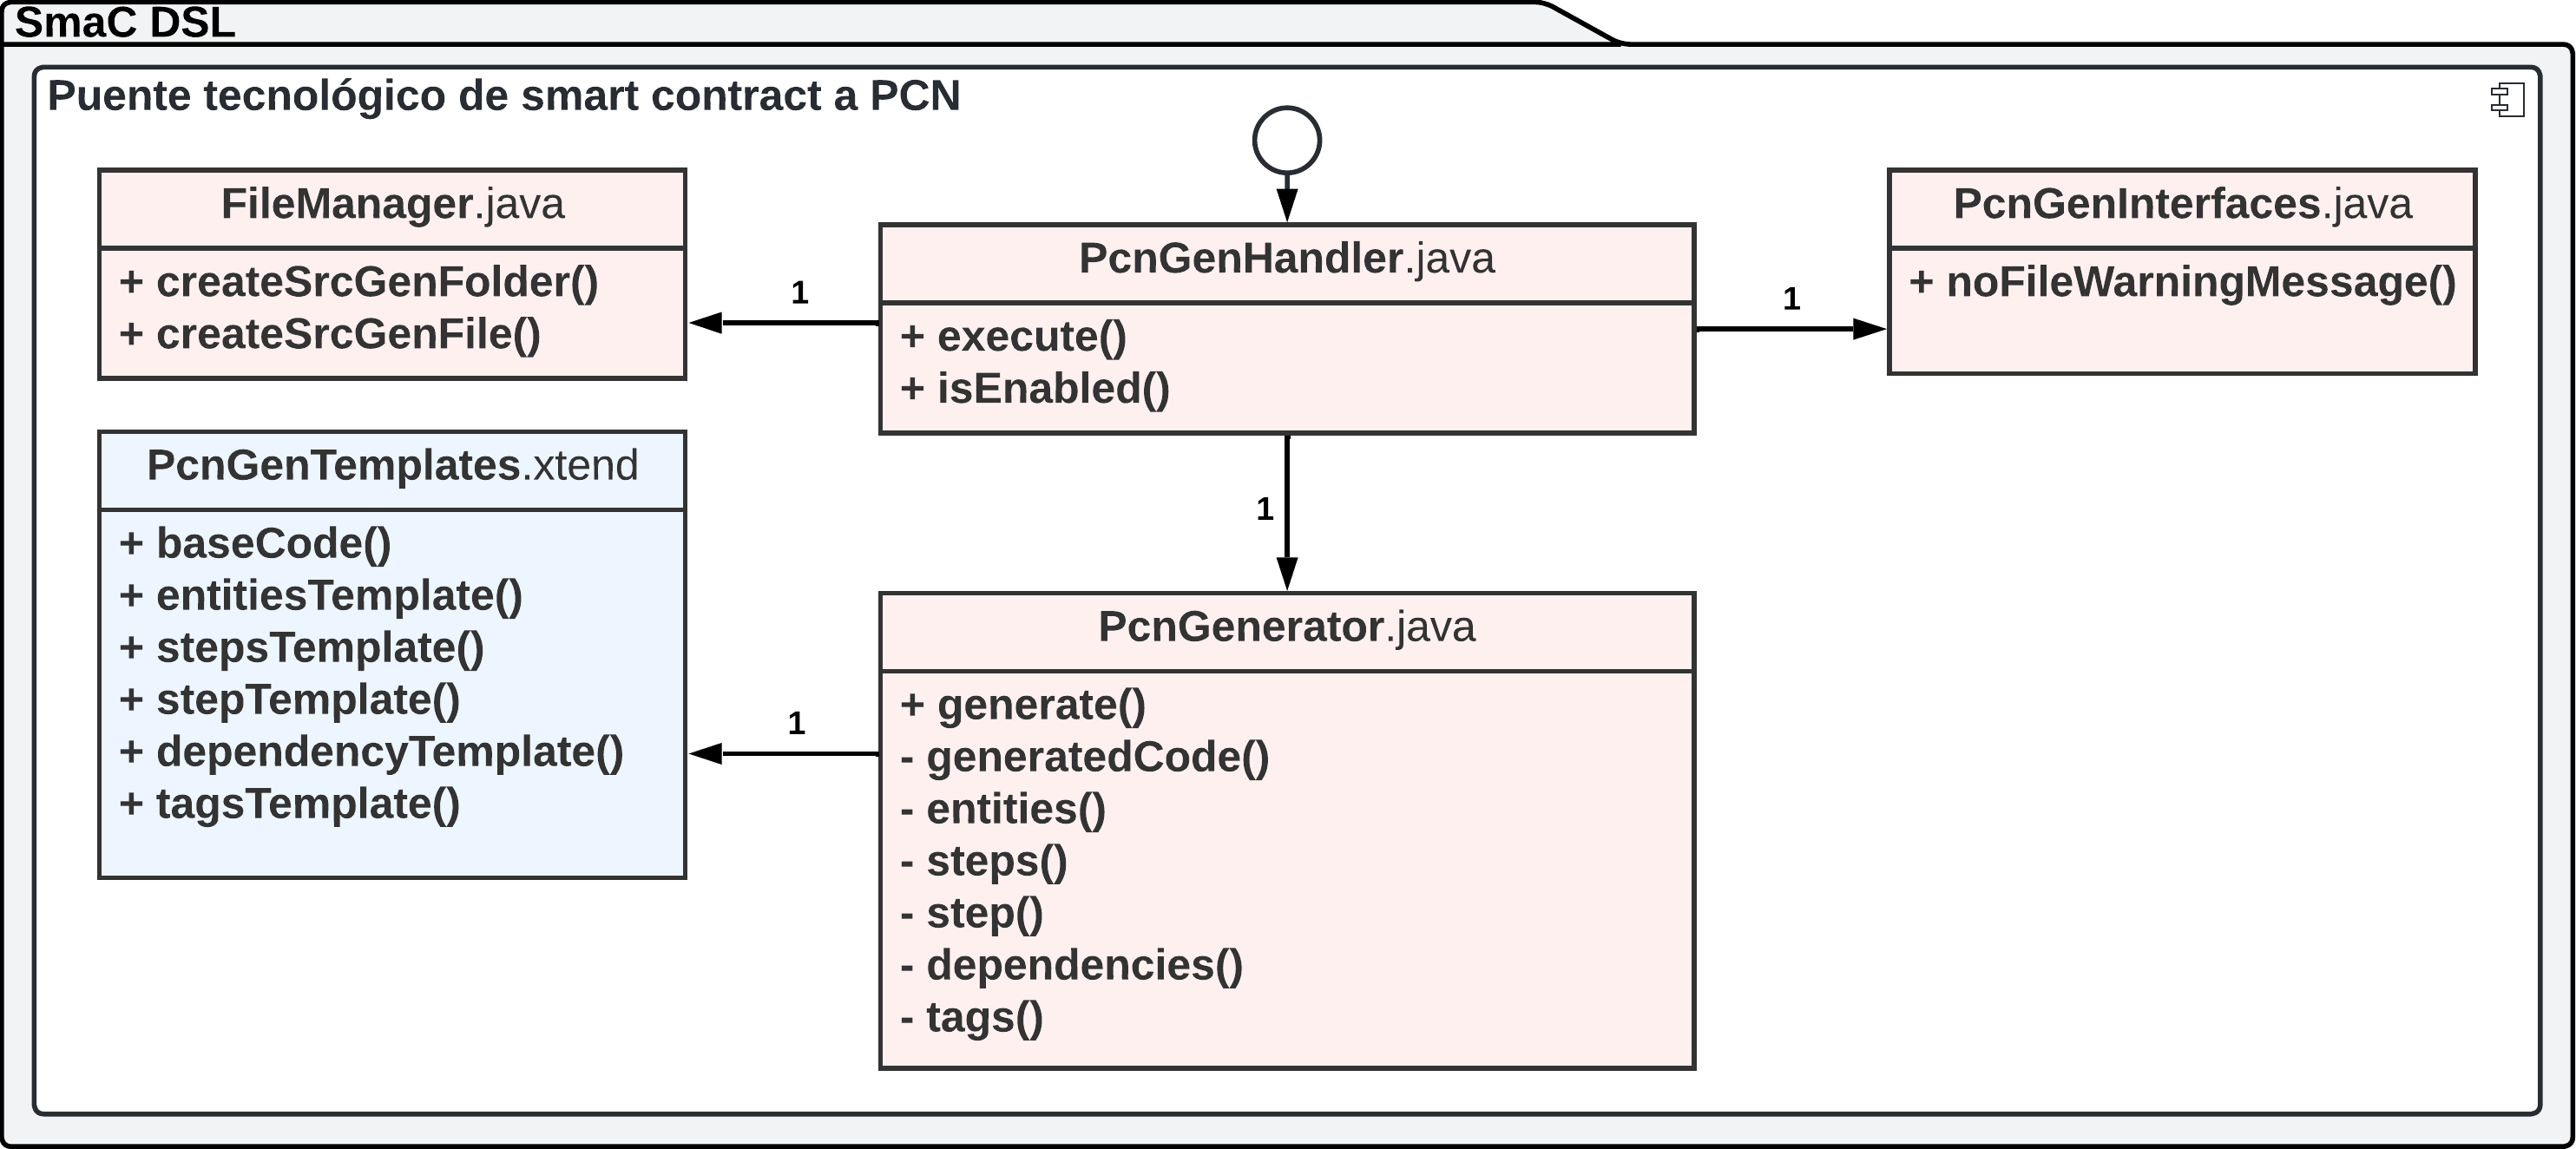 SmaC DSL
Puente tecnológico de smart contract a PCN
FileManager.java
+ createSrcGenFolder()
+ createSrcGenFile()
1
PcnGenHandler.java
+ execute()
+ isEnabled()
1
PcnGenInterfaces.java
+ noFileWarningMessage()
1
PcnGenTemplates.xtend
+ baseCode()
+ entitiesTemplate()
+ stepsTemplate()
+ stepTemplate()
+ dependencyTemplate()
+ tagsTemplate()
1
PcnGenerator.java
+ generate()
- generatedCode()
- entities()
- steps()
- step()
- dependencies()
- tags()